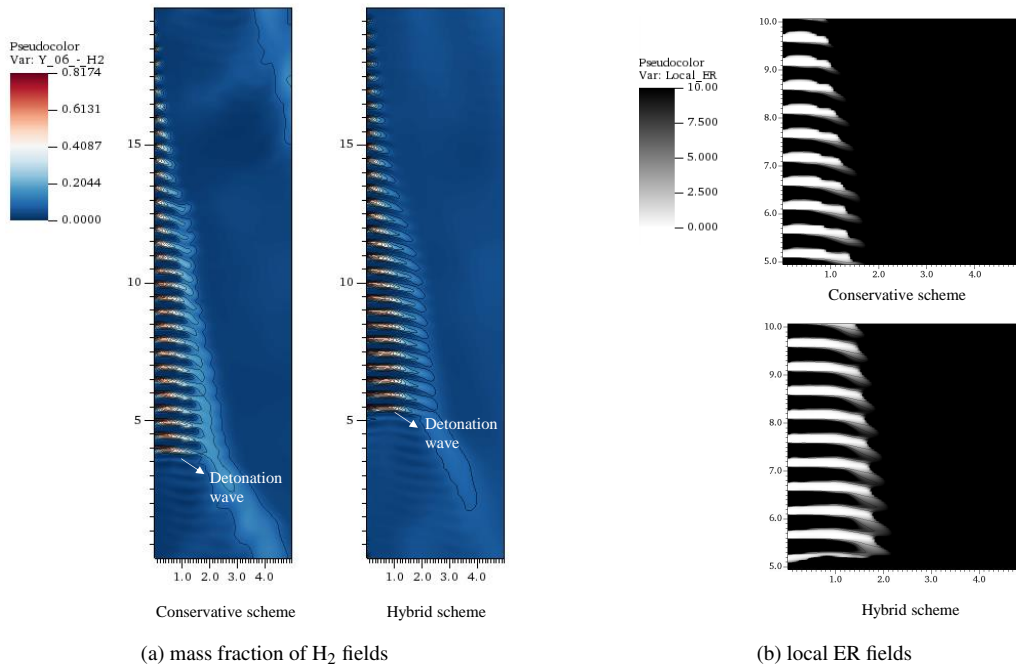 Pseudocolor
Var: Y_06_-_H2
0.8174
0.6131
0.4087
0.2044
0.0000
15
10
5
1.0 2.0 3.0 4.0
Detonation
wave
Conservative scheme
15
10
5
1.0 2.0 3.0 4.0
Detonation
wave
Hybrid scheme
(a) mass fraction of H₂ fields
Pseudocolor
Var: Local_ER
10.00
7.500
5.000
2.500
0.000
10.0
9.0
8.0
7.0
6.0
5.0
1.0 2.0 3.0 4.0
Conservative scheme
10.0
9.0
8.0
7.0
6.0
5.0
1.0 2.0 3.0 4.0
Hybrid scheme
(b) local ER fields